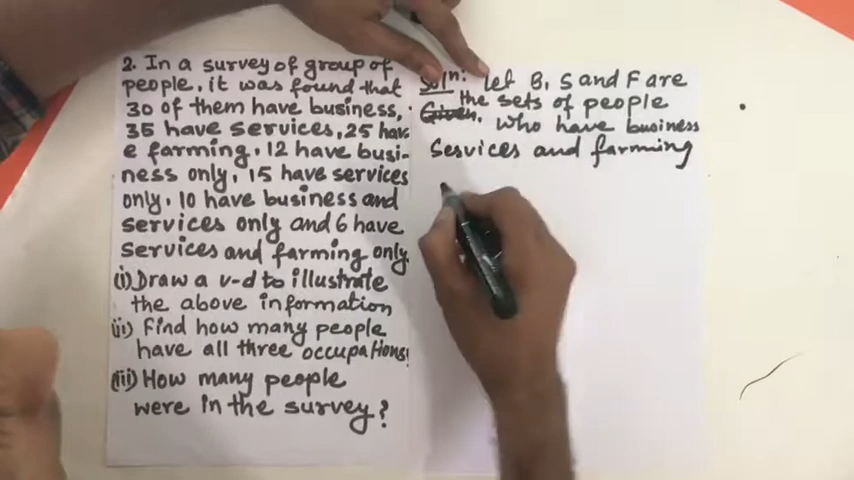 2. In a survey of group of
people, it was found that
30 of them have business,
35 have services, 25 hav
e farming, 12 have busi-
ness only, 15 have services
only, 10 have business and
services only and 6 have
services and farming only.
(i) Draw a v-d to illustrate
the above information
(ii) Find how many people
have all three occupations!
(iii) How many people
were in the survey?
Soln: let B, S and F are
the sets of people
Given. who have business
Services and farming